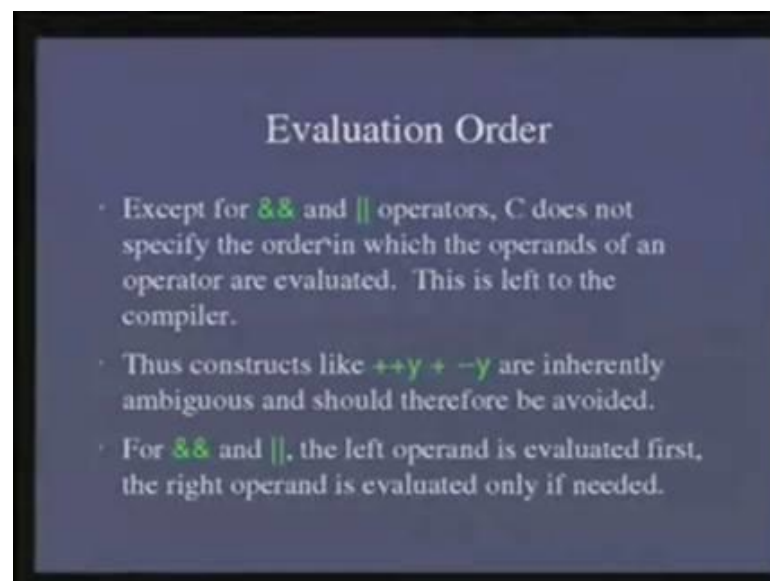 Evaluation Order
· Except for && and || operators, C does not
specify the order in which the operands of an
operator are evaluated. This is left to the
compiler.
· Thus constructs like ++y + --y are inherently
ambiguous and should therefore be avoided.
· For && and ||, the left operand is evaluated first,
the right operand is evaluated only if needed.